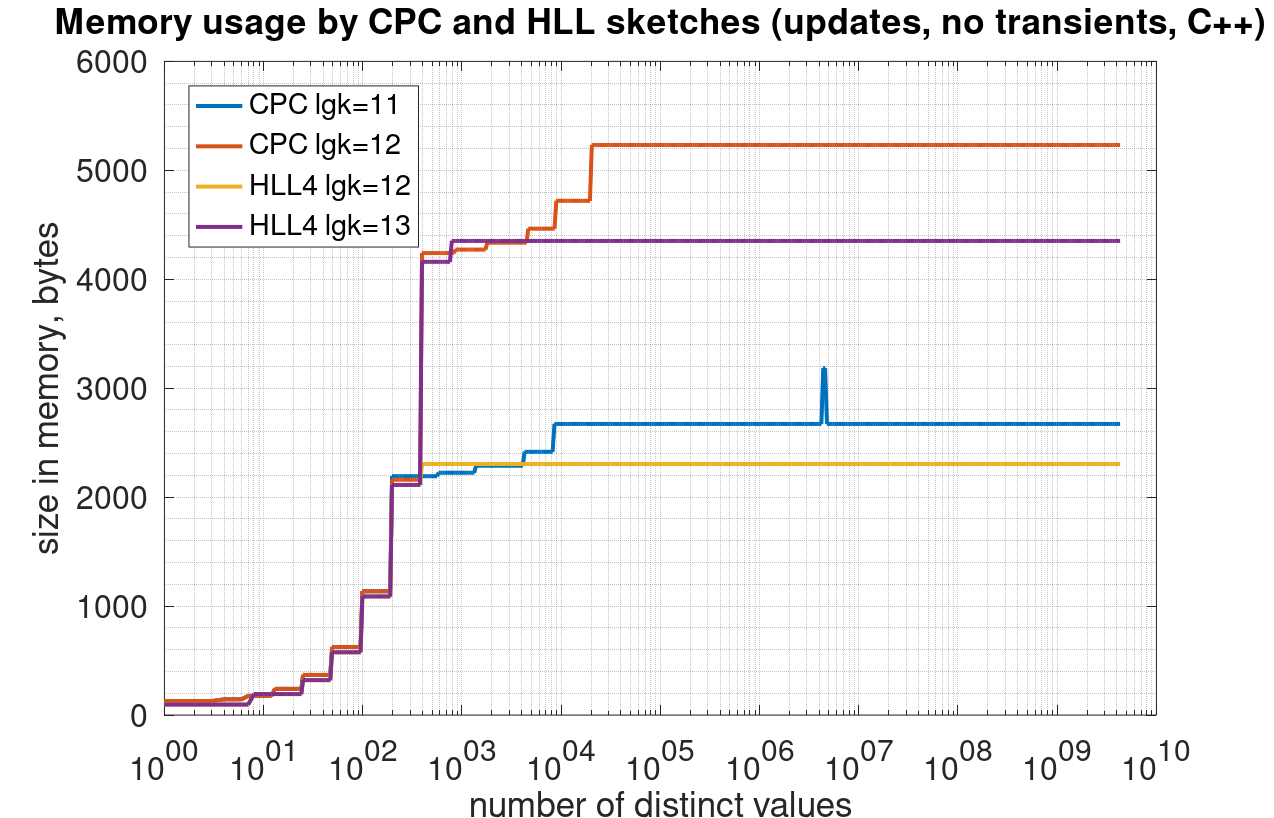 Memory usage by CPC and HLL sketches (updates, no transients, C++)
6000
5000
4000
3000
2000
1000
0
size in memory, bytes
CPC lgk=11
CPC lgk=12
HLL4 lgk=12
HLL4 lgk=13
10^00 10^01 10^02 10^03 10^04 10^05 10^06 10^07 10^08 10^09 10^10
number of distinct values